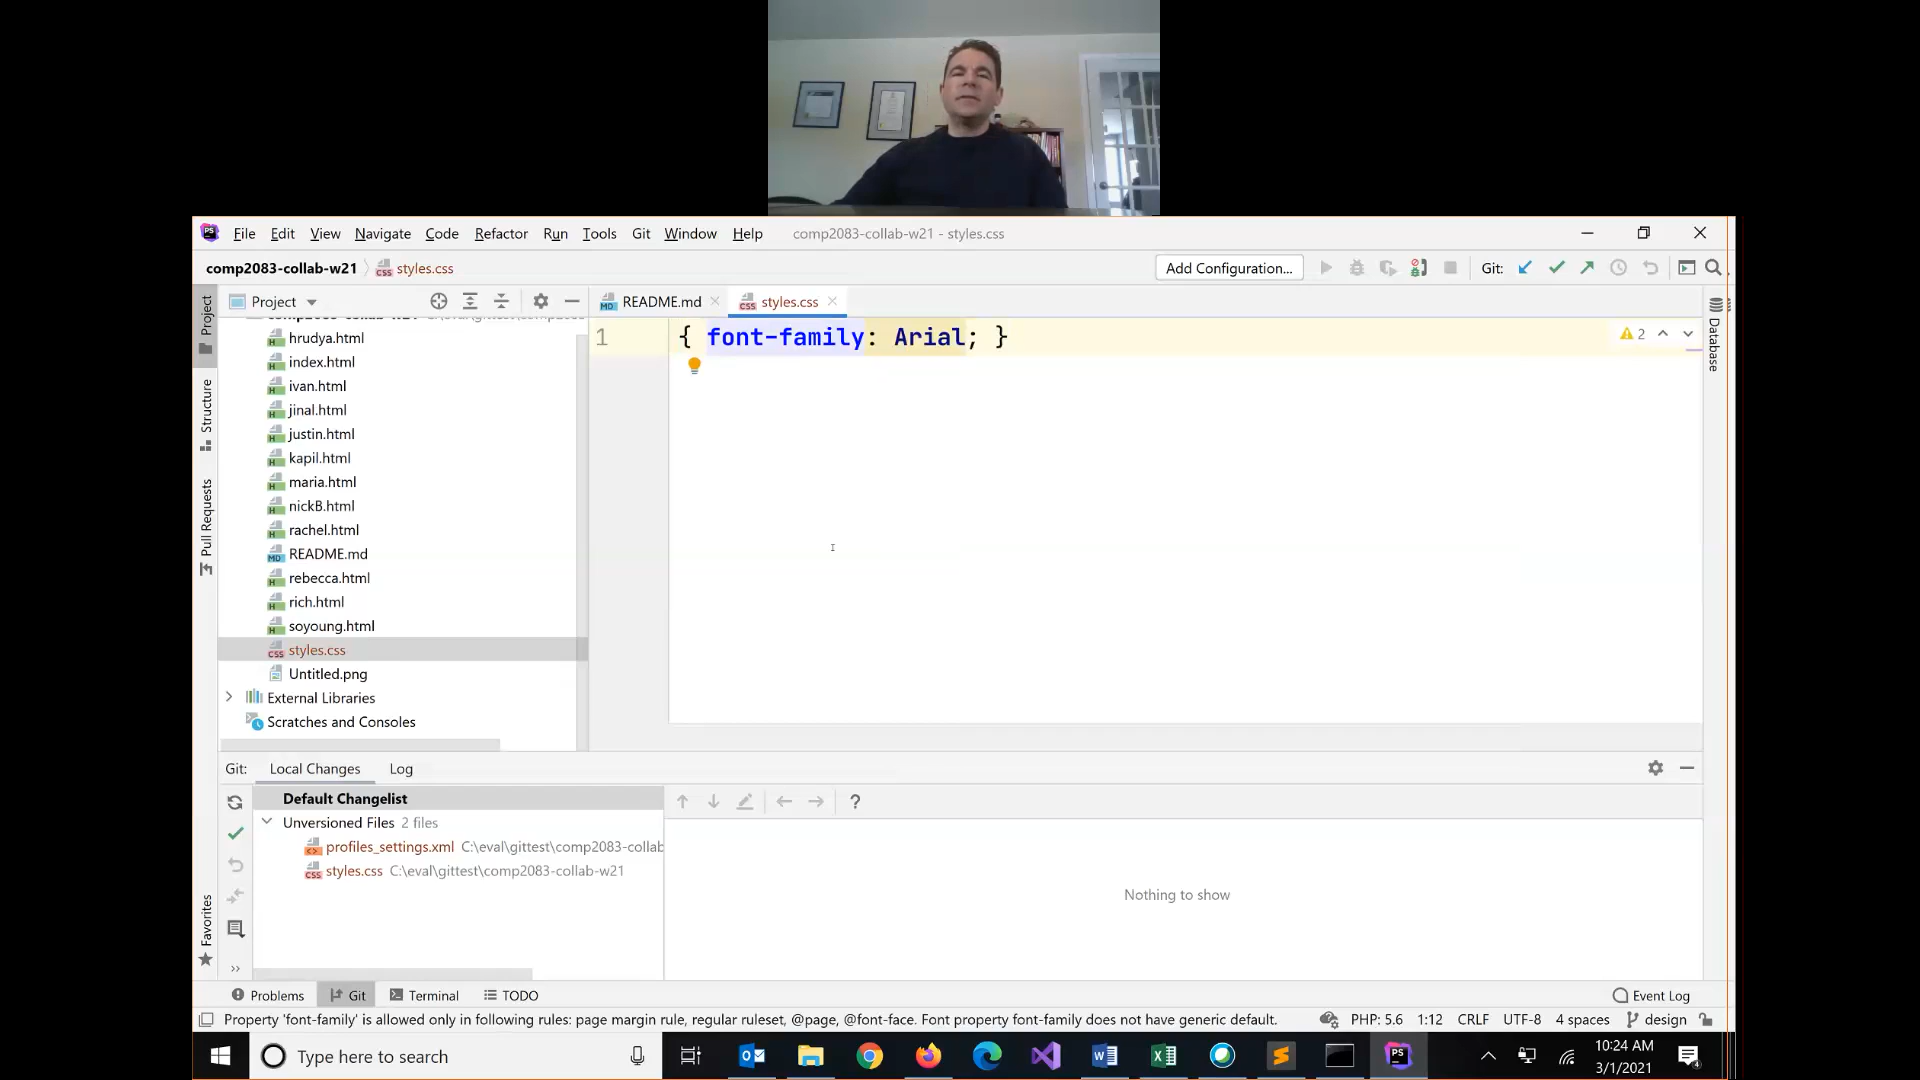 PS File Edit View Navigate Code Refactor Run Tools Git Window Help comp2083-collab-w21 - styles.css
comp2083-collab-w21 styles.css Add Configuration... Git:
Project
Project
README.md styles.css
1 { font-family: Arial; }
2
hrudya.html
index.html
ivan.html
jinal.html
justin.html
kapil.html
maria.html
nickB.html
rachel.html
README.md
rebecca.html
rich.html
soyoung.html
styles.css
Untitled.png
External Libraries
Scratches and Consoles
Structure
Pull Requests
Favorites
Database
Git: Local Changes Log
Default Changelist
Unversioned Files 2 files
profiles_settings.xml C:\eval\gittest\comp2083-collab
styles.css C:\eval\gittest\comp2083-collab-w21
?
Nothing to show
Problems Git Terminal TODO Event Log
Property 'font-family' is allowed only in following rules: page margin rule, regular ruleset, @page, @font-face. Font property font-family does not have generic default. PHP: 5.6 1:12 CRLF UTF-8 4 spaces design
Type here to search
10:24 AM
3/1/2021